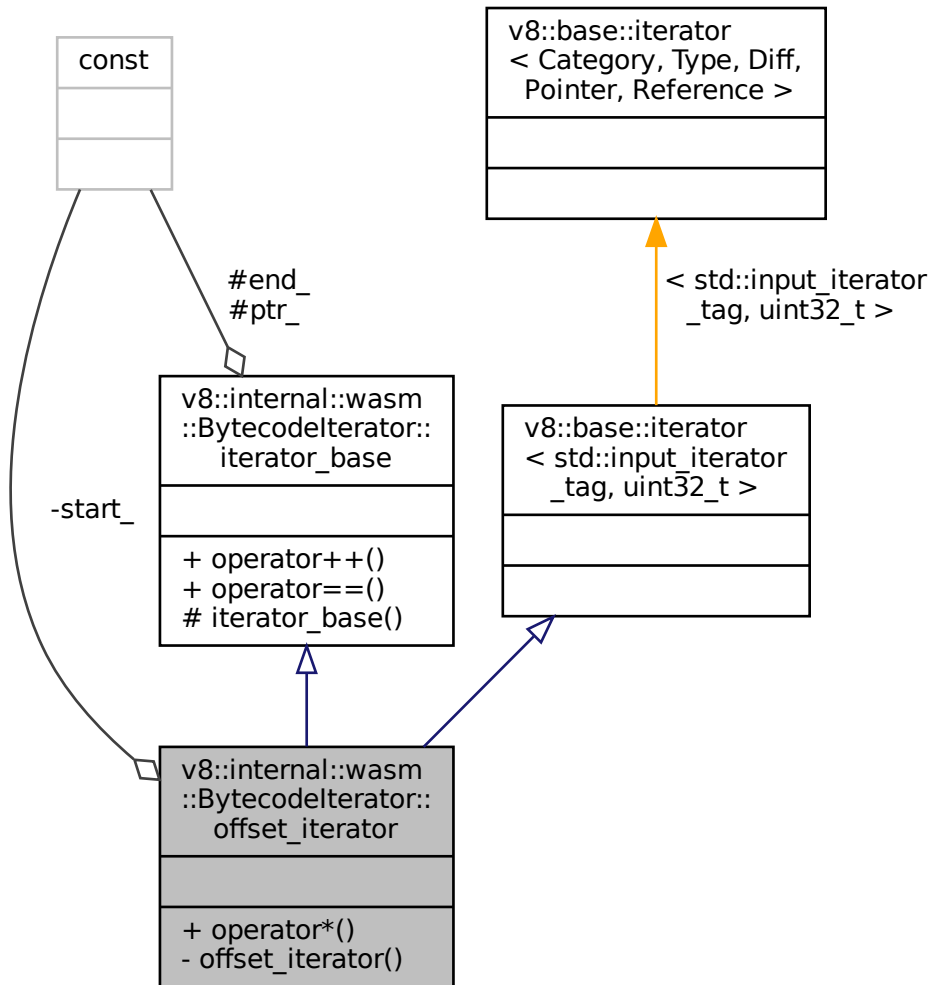 const
v8::base::iterator
< Category, Type, Diff,
Pointer, Reference >
#end_
#ptr_
< std::input_iterator
_tag, uint32_t >
v8::internal::wasm
::BytecodeIterator::
iterator_base
+ operator++()
+ operator==()
# iterator_base()
v8::base::iterator
< std::input_iterator
_tag, uint32_t >
-start_
v8::internal::wasm
::BytecodeIterator::
offset_iterator
+ operator*()
- offset_iterator()